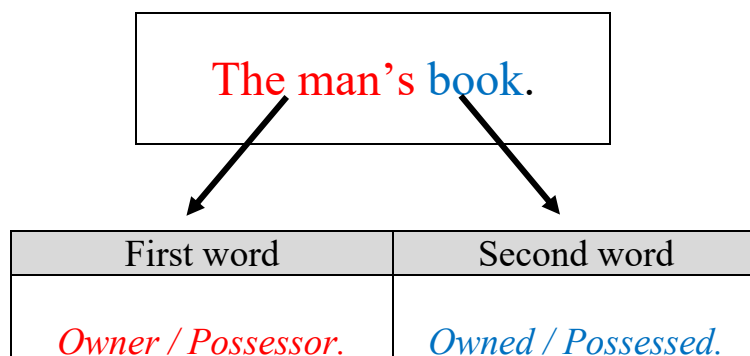 The man’s book.
First word Second word
Owner / Possessor. Owned / Possessed.